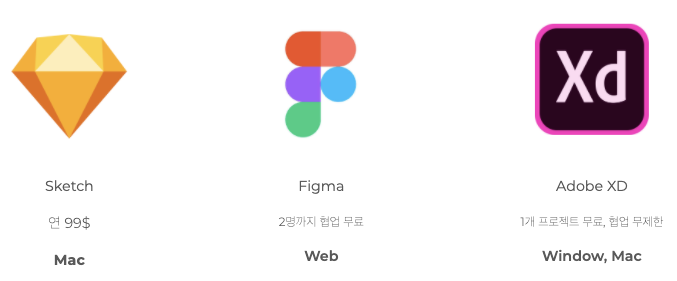 Xd
Sketch
Figma
Adobe XD
연 99$
2명까지 협업 무료
1개 프로젝트 무료, 협업 무제한
Mac
Web
Window, Mac